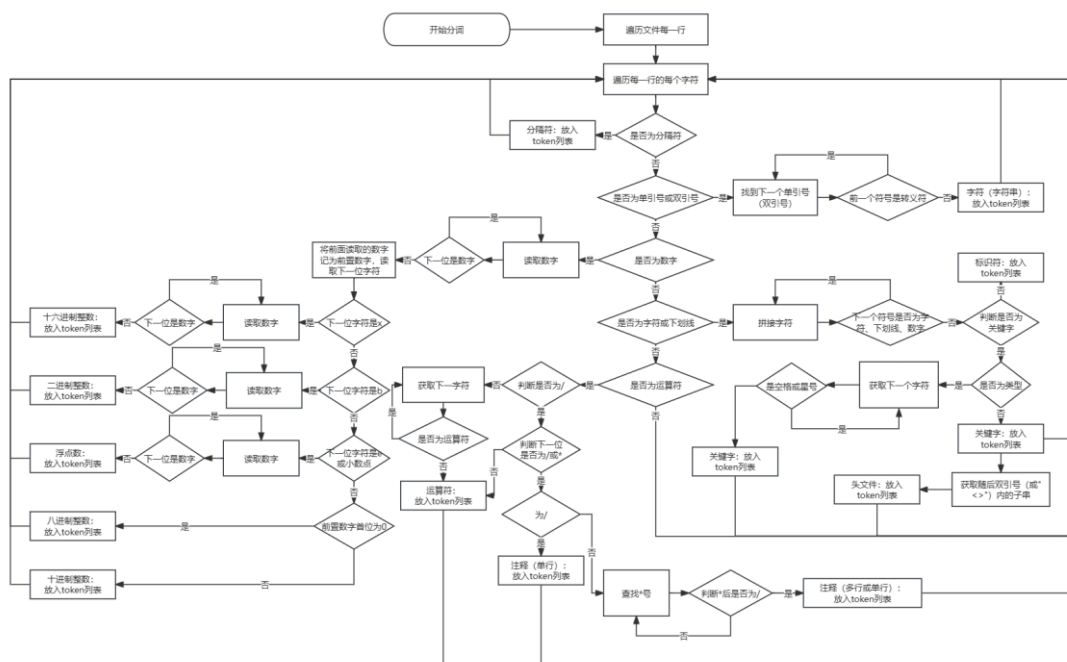 开始分词
遍历文件每一行
遍历每一行的每个字符
分隔符：放入
token列表
是
是否为分隔符
否
是
是否为单引号或双引号
是
找到下一个单引号
（双引号）
前一个符号是转义符
否
字符（字符串）：
放入token列表
否
是
将前面读取的数字
记为前置数字，读
取下一位字符
否
下一位是数字
读取数字
是
是否为数字
标识符：放入
token列表
否
否
是
是
十六进制整数：
放入token列表
否
下一位是数字
读取数字
是
下一位字符是x
是否为字符或下划线
是
拼接字符
下一个符号是否为字
符、下划线、数字
否
判断是否为
关键字
否
否
是
是
二进制整数：
放入token列表
否
下一位是数字
读取数字
是
下一位字符是b
获取下一字符
否
判断是否为/
是
是否为运算符
是空格或星号
获取下一个字符
是
是否为类型
否
是
是
是
否
是
否
浮点数：
放入token列表
否
下一位是数字
读取数字
是
下一位字符是e
或小数点
是否为运算符
判断下一位
是否为/或*
关键字：放入
token列表
关键字：放入
token列表
否
否
否
是
运算符：
放入token列表
头文件：放入
token列表
获取随后双引号（或"
<>"）内的子串
八进制整数：
放入token列表
是
前置数字首位为0
为/
是
否
注释（单行）：
放入token列表
十进制整数：
放入token列表
否
查找*号
判断*后是否为/
是
注释（多行或单行）：
放入token列表
否